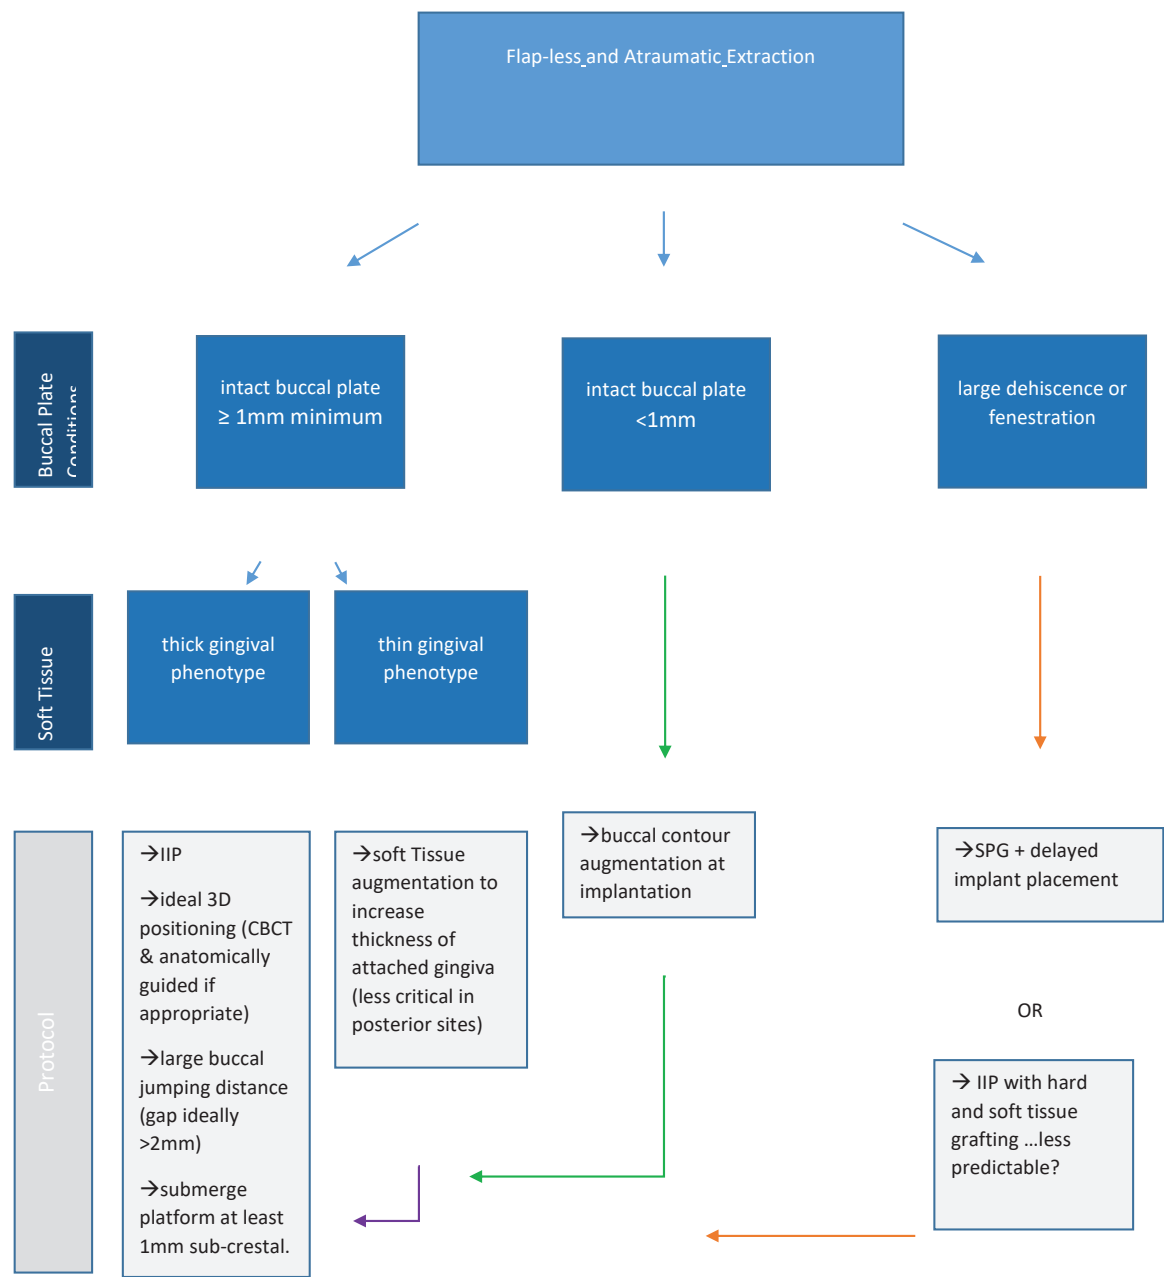 Flap-less and Atraumatic Extraction
Buccal Plate
Conditions
intact buccal plate
≥ 1mm minimum
intact buccal plate
<1mm
large dehiscence or
fenestration
Soft Tissue
thick gingival
phenotype
thin gingival
phenotype
Protocol
→IIP
→ideal 3D
positioning (CBCT
& anatomically
guided if
appropriate)
→large buccal
jumping distance
(gap ideally
>2mm)
→submerge
platform at least
1mm sub-crestal.
→soft Tissue
augmentation to
increase
thickness of
attached gingiva
(less critical in
posterior sites)
→buccal contour
augmentation at
implantation
→SPG + delayed
implant placement
OR
→ IIP with hard
and soft tissue
grafting …less
predictable?